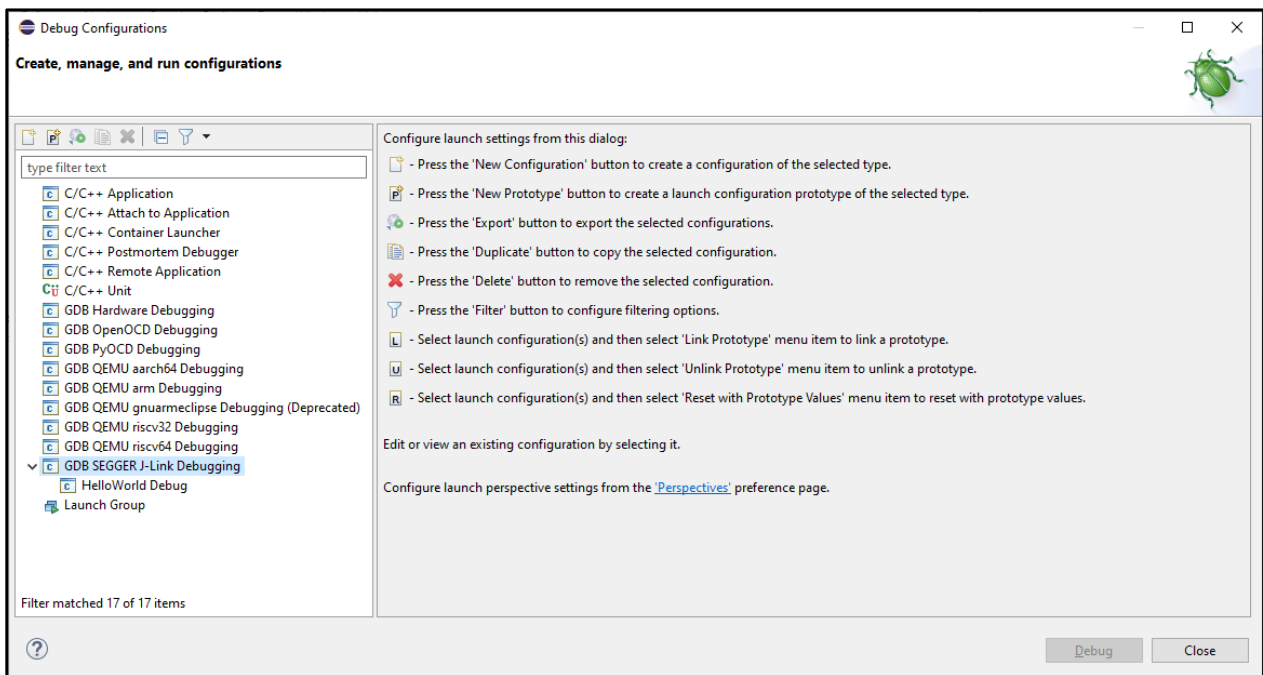 Debug Configurations
Create, manage, and run configurations
type filter text
C/C++ Application
C/C++ Attach to Application
C/C++ Container Launcher
C/C++ Postmortem Debugger
C/C++ Remote Application
C/C++ Unit
GDB Hardware Debugging
GDB OpenOCD Debugging
GDB PyOCD Debugging
GDB QEMU aarch64 Debugging
GDB QEMU arm Debugging
GDB QEMU gnuarmeclipse Debugging (Deprecated)
GDB QEMU riscv32 Debugging
GDB QEMU riscv64 Debugging
GDB SEGGER J-Link Debugging
HelloWorld Debug
Launch Group
Filter matched 17 of 17 items
Configure launch settings from this dialog:
- Press the 'New Configuration' button to create a configuration of the selected type.
- Press the 'New Prototype' button to create a launch configuration prototype of the selected type.
- Press the 'Export' button to export the selected configurations.
- Press the 'Duplicate' button to copy the selected configuration.
- Press the 'Delete' button to remove the selected configuration.
- Press the 'Filter' button to configure filtering options.
L - Select launch configuration(s) and then select 'Link Prototype' menu item to link a prototype.
U - Select launch configuration(s) and then select 'Unlink Prototype' menu item to unlink a prototype.
R - Select launch configuration(s) and then select 'Reset with Prototype Values' menu item to reset with prototype values.
Edit or view an existing configuration by selecting it.
Configure launch perspective settings from the 'Perspectives' preference page.
Debug
Close